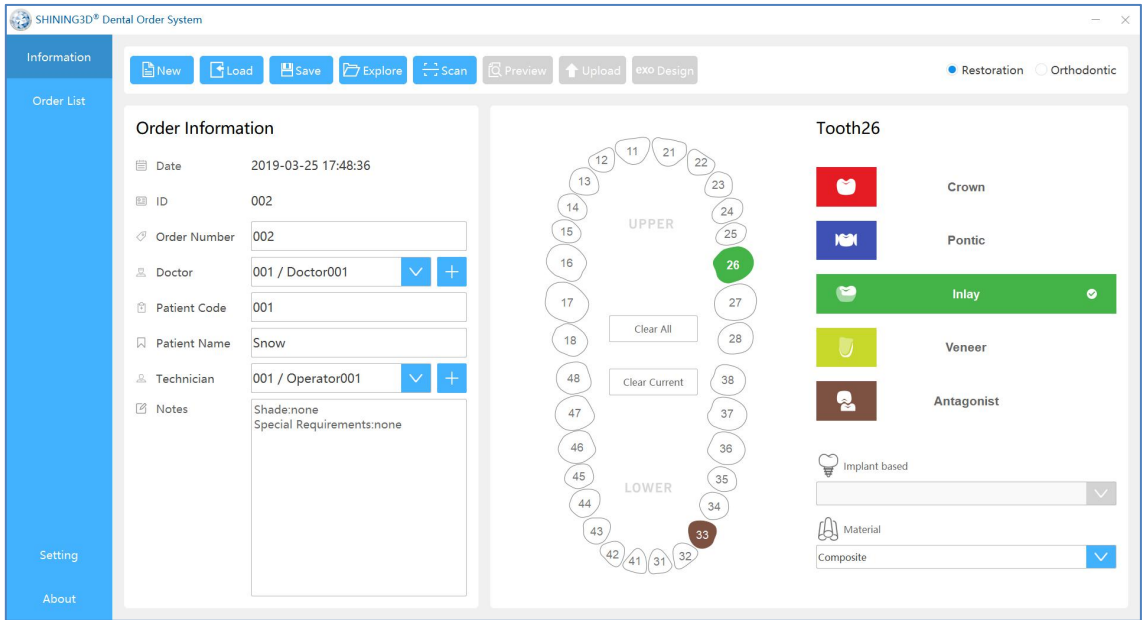 SHINING3D® Dental Order System
Information
Order List
Setting
About
New Load Save Explore Scan Preview Upload exo Design
Restoration Orthodontic
Order Information
Date 2019-03-25 17:48:36
ID 002
Order Number 002
Doctor 001 / Doctor001
Patient Code 001
Patient Name Snow
Technician 001 / Operator001
Notes Shade:none
Special Requirements:none
11 21
12 22
13 23
14 24
UPPER
15 25
16 26
17 27
Clear All
18 28
48 38
Clear Current
47 37
46 36
45 35
LOWER
44 34
43 33
42 41 31 32
Tooth26
Crown
Pontic
Inlay
Veneer
Antagonist
Implant based
Material
Composite